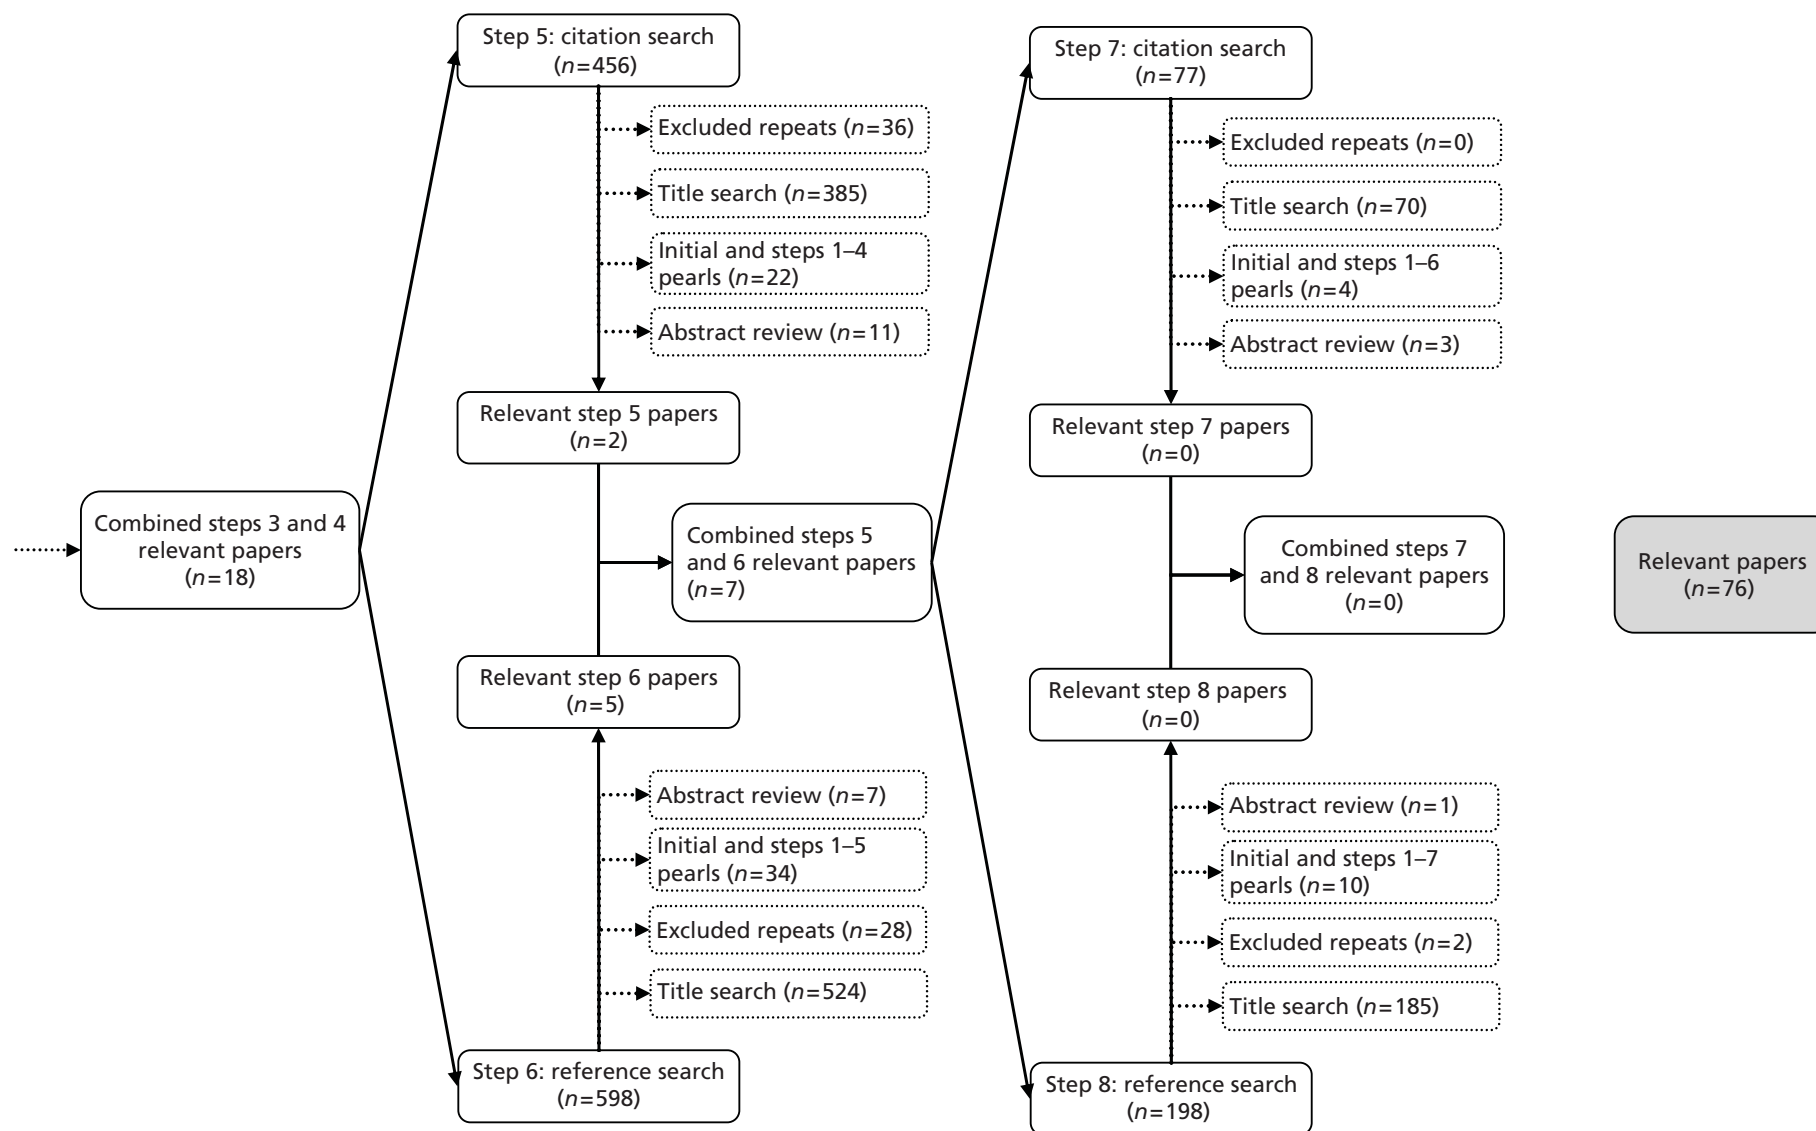 Combined steps 3 and 4
relevant papers
(n=18)
Step 5: citation search
(n=456)
Excluded repeats (n=36)
Title search (n=385)
Initial and steps 1–4
pearls (n=22)
Abstract review (n=11)
Relevant step 5 papers
(n=2)
Combined steps 5
and 6 relevant papers
(n=7)
Relevant step 6 papers
(n=5)
Abstract review (n=7)
Initial and steps 1–5
pearls (n=34)
Excluded repeats (n=28)
Title search (n=524)
Step 6: reference search
(n=598)
Step 7: citation search
(n=77)
Excluded repeats (n=0)
Title search (n=70)
Initial and steps 1–6
pearls (n=4)
Abstract review (n=3)
Relevant step 7 papers
(n=0)
Combined steps 7
and 8 relevant papers
(n=0)
Relevant step 8 papers
(n=0)
Abstract review (n=1)
Initial and steps 1–7
pearls (n=10)
Excluded repeats (n=2)
Title search (n=185)
Step 8: reference search
(n=198)
Relevant papers
(n=76)